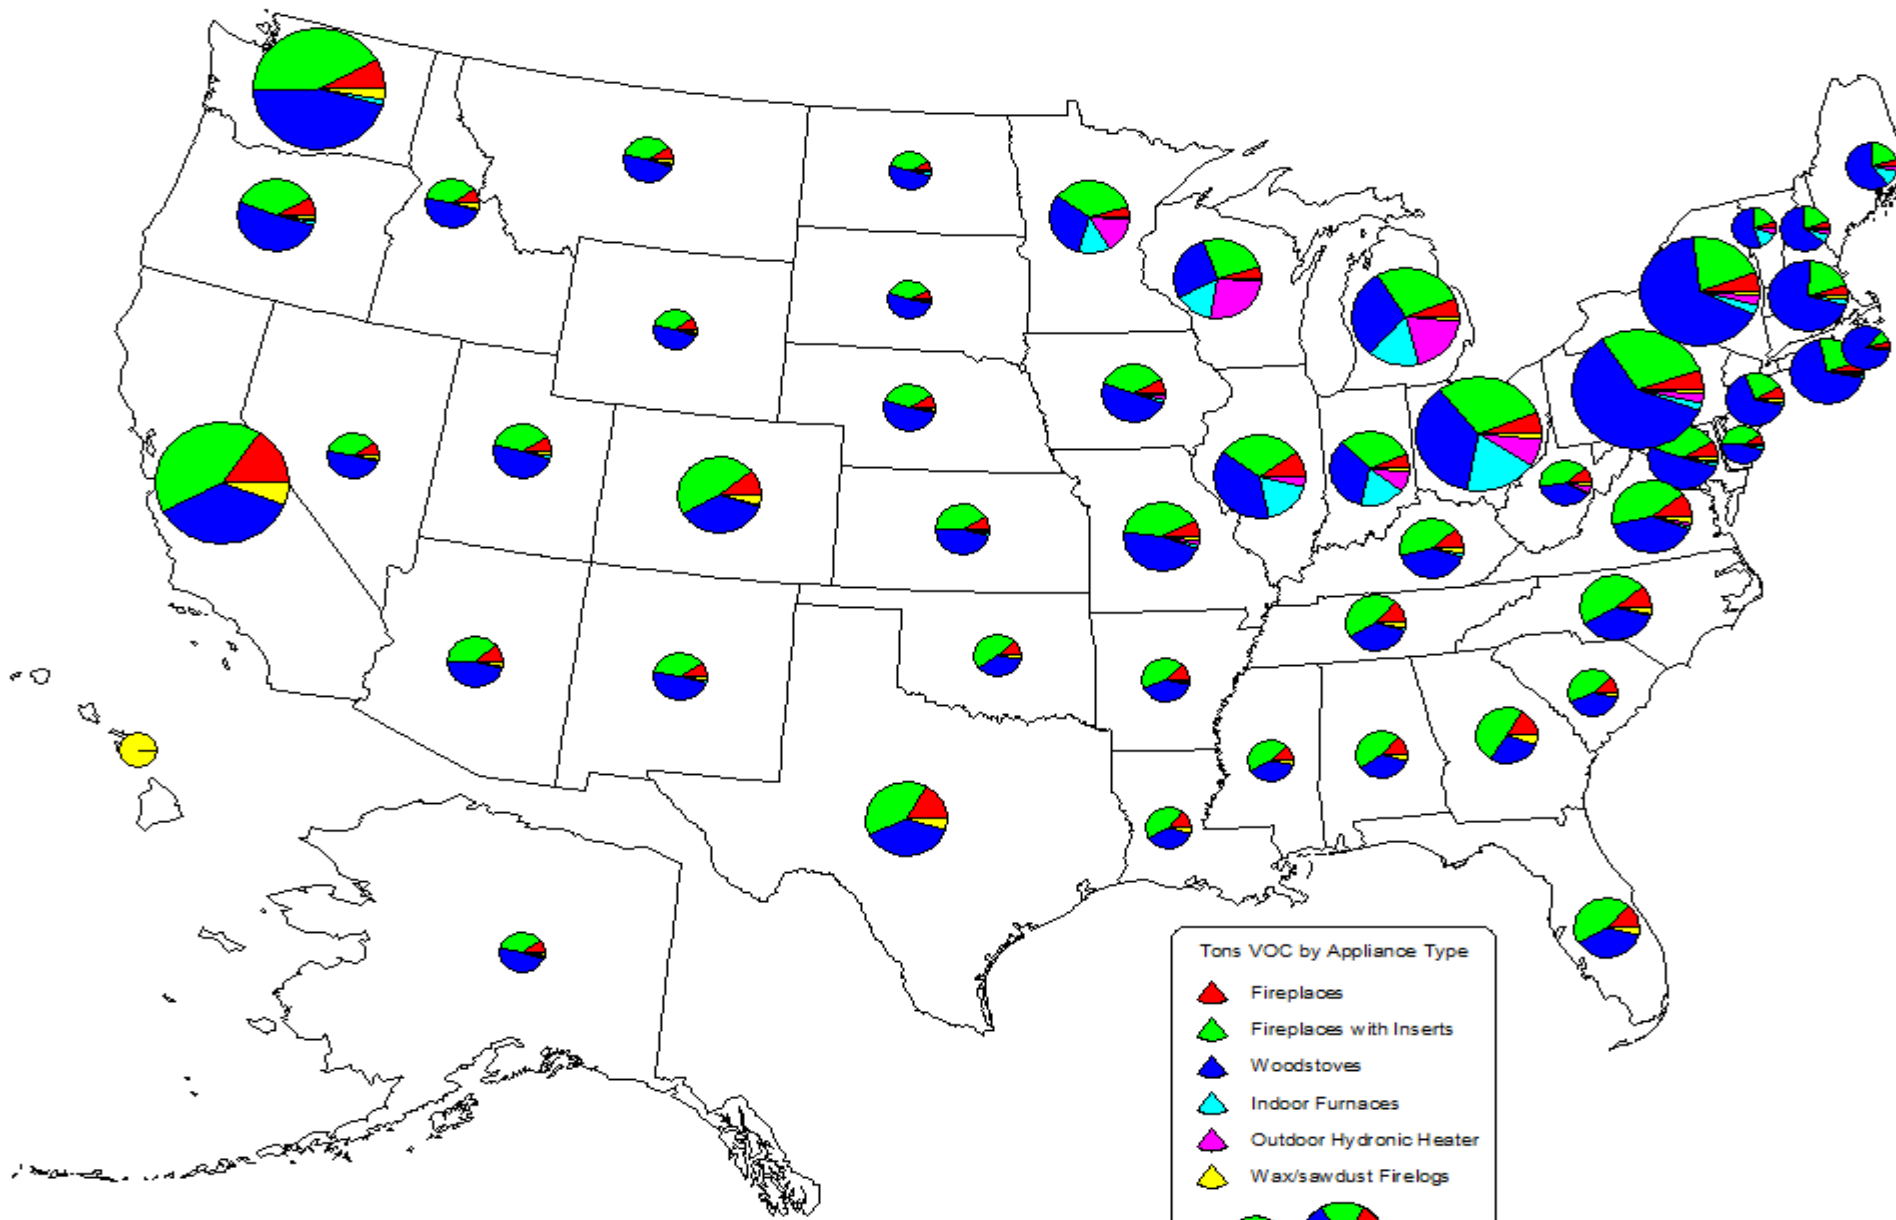 Tons VOC by Appliance Type
Fireplaces
Fireplaces with Inserts
Woodstoves
Indoor Furnaces
Outdoor Hydronic Heater
Wax/sawdust Firelogs